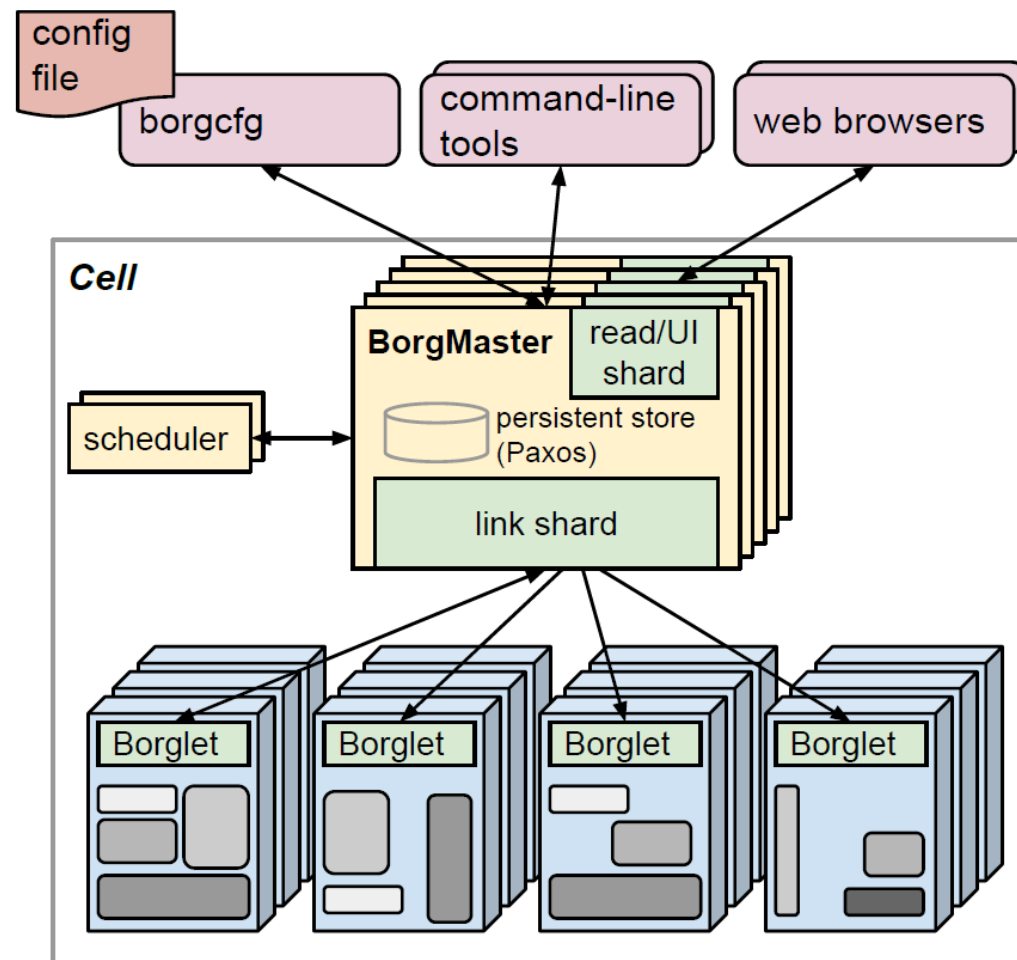 config
file
borgcfg
command-line
tools
web browsers
Cell
BorgMaster
read/UI
shard
persistent store
(Paxos)
scheduler
link shard
Borglet
Borglet
Borglet
Borglet